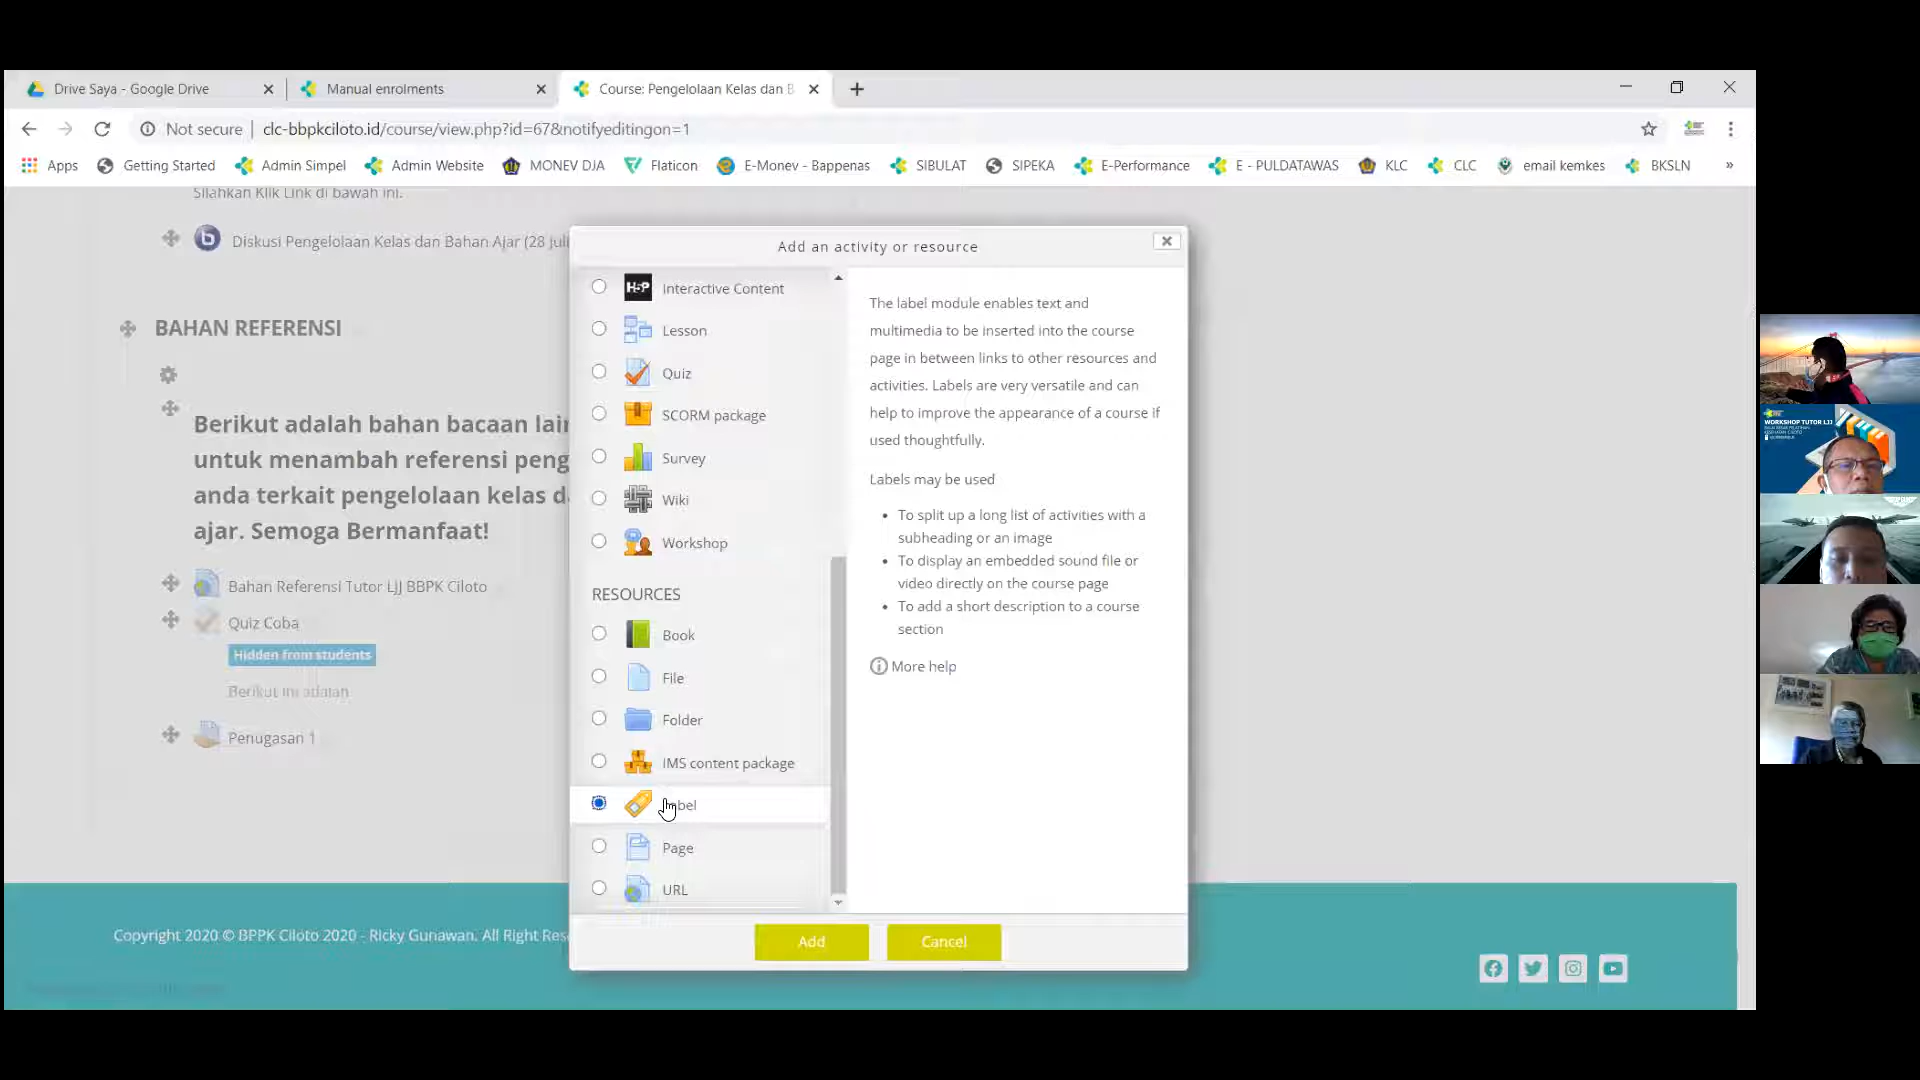 Drive Saya - Google Drive
Manual enrolments
Course: Pengelolaan Kelas dan B
Not secure
clc-bbpkciloto.id/course/view.php?id=67&notifyeditingon=1
Apps
Getting Started
Admin Simpel
Admin Website
MONEV DJA
Flaticon
E-Monev - Bappenas
SIBULAT
SIPEKA
E-Performance
E - PULDATAWAS
KLC
CLC
email kemkes
BKSLN
»
Silahkan Klik Link di bawah ini.
Diskusi Pengelolaan Kelas dan Bahan Ajar (28 Juli
BAHAN REFERENSI
Berikut adalah bahan bacaan lain
untuk menambah referensi peng
anda terkait pengelolaan kelas da
ajar. Semoga Bermanfaat!
Bahan Referensi Tutor LJJ BBPK Ciloto
Quiz Coba
Hidden from students
Berikut ini adalah
Penugasan 1
Add an activity or resource
H5P
Interactive Content
Lesson
Quiz
SCORM package
Survey
Wiki
Workshop
RESOURCES
Book
File
Folder
IMS content package
Label
Page
URL
The label module enables text and
multimedia to be inserted into the course
page in between links to other resources and
activities. Labels are very versatile and can
help to improve the appearance of a course if
used thoughtfully.
Labels may be used
• To split up a long list of activities with a
subheading or an image
• To display an embedded sound file or
video directly on the course page
• To add a short description to a course
section
More help
Add
Cancel
Copyright 2020 © BPPK Ciloto 2020 - Ricky Gunawan. All Right Res
WORKSHOP TUTOR LJJ